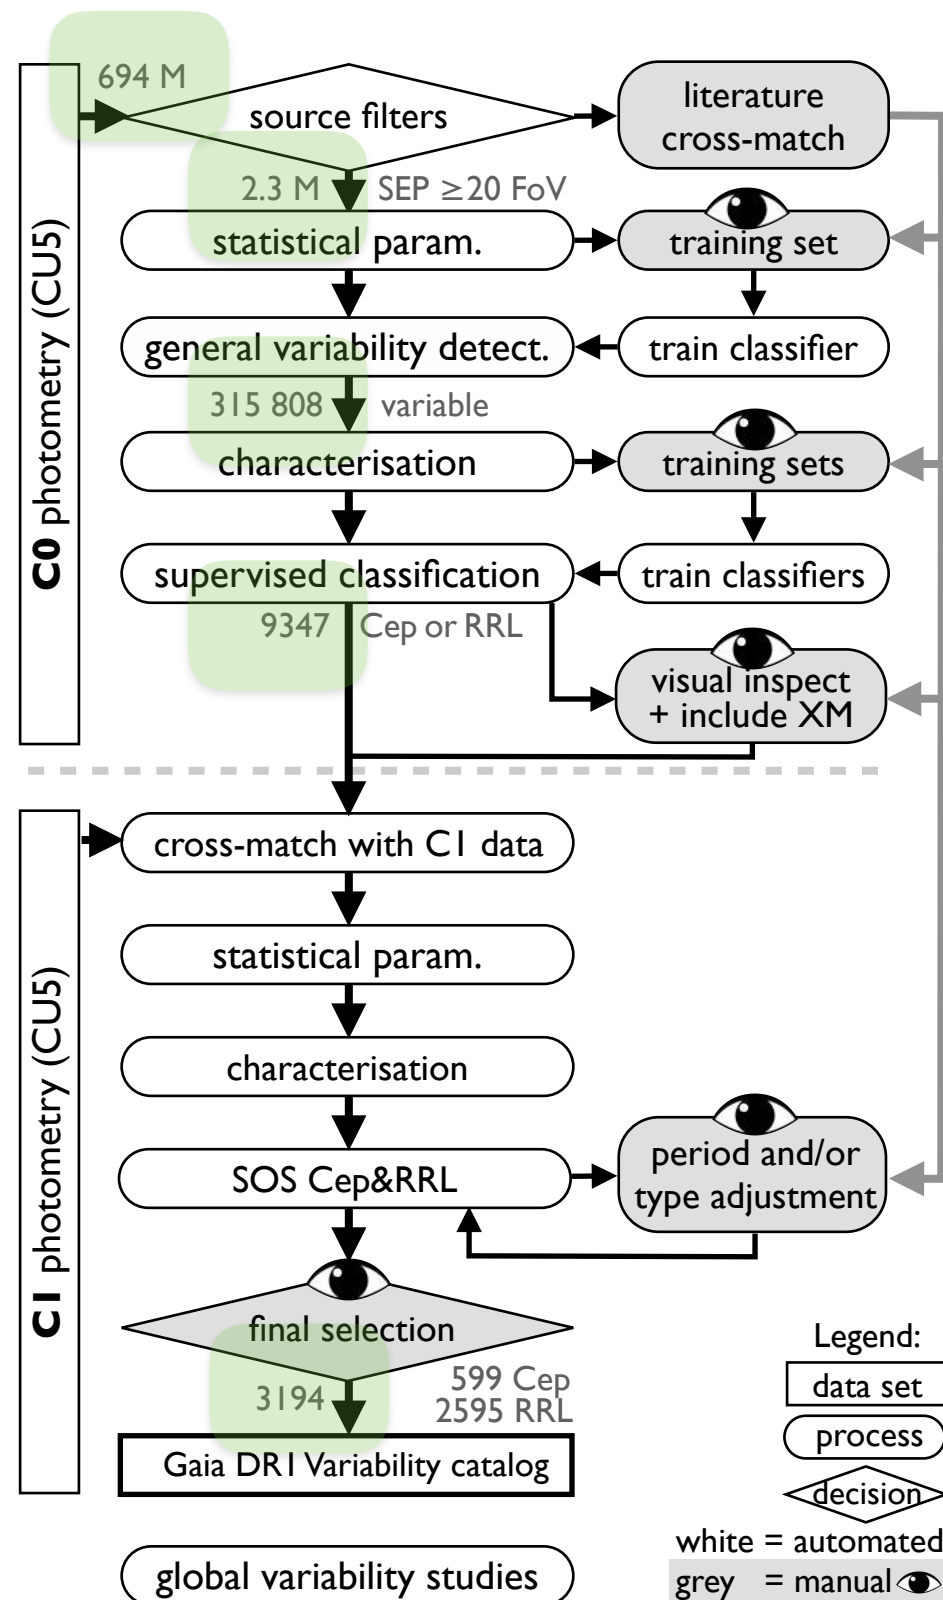 694 M
source filters
literature
cross-match
2.3 M
SEP ≥20 FoV
statistical param.
training set
general variability detect.
train classifier
315 808
variable
characterisation
training sets
supervised classification
train classifiers
9347
Cep or RRL
visual inspect
+ include XM
C0 photometry (CU5)
cross-match with C1 data
statistical param.
characterisation
SOS Cep&RRL
period and/or
type adjustment
final selection
3194
599 Cep
2595 RRL
Gaia DR1 Variability catalog
C1 photometry (CU5)
global variability studies
Legend:
data set
process
decision
white = automated
grey = manual